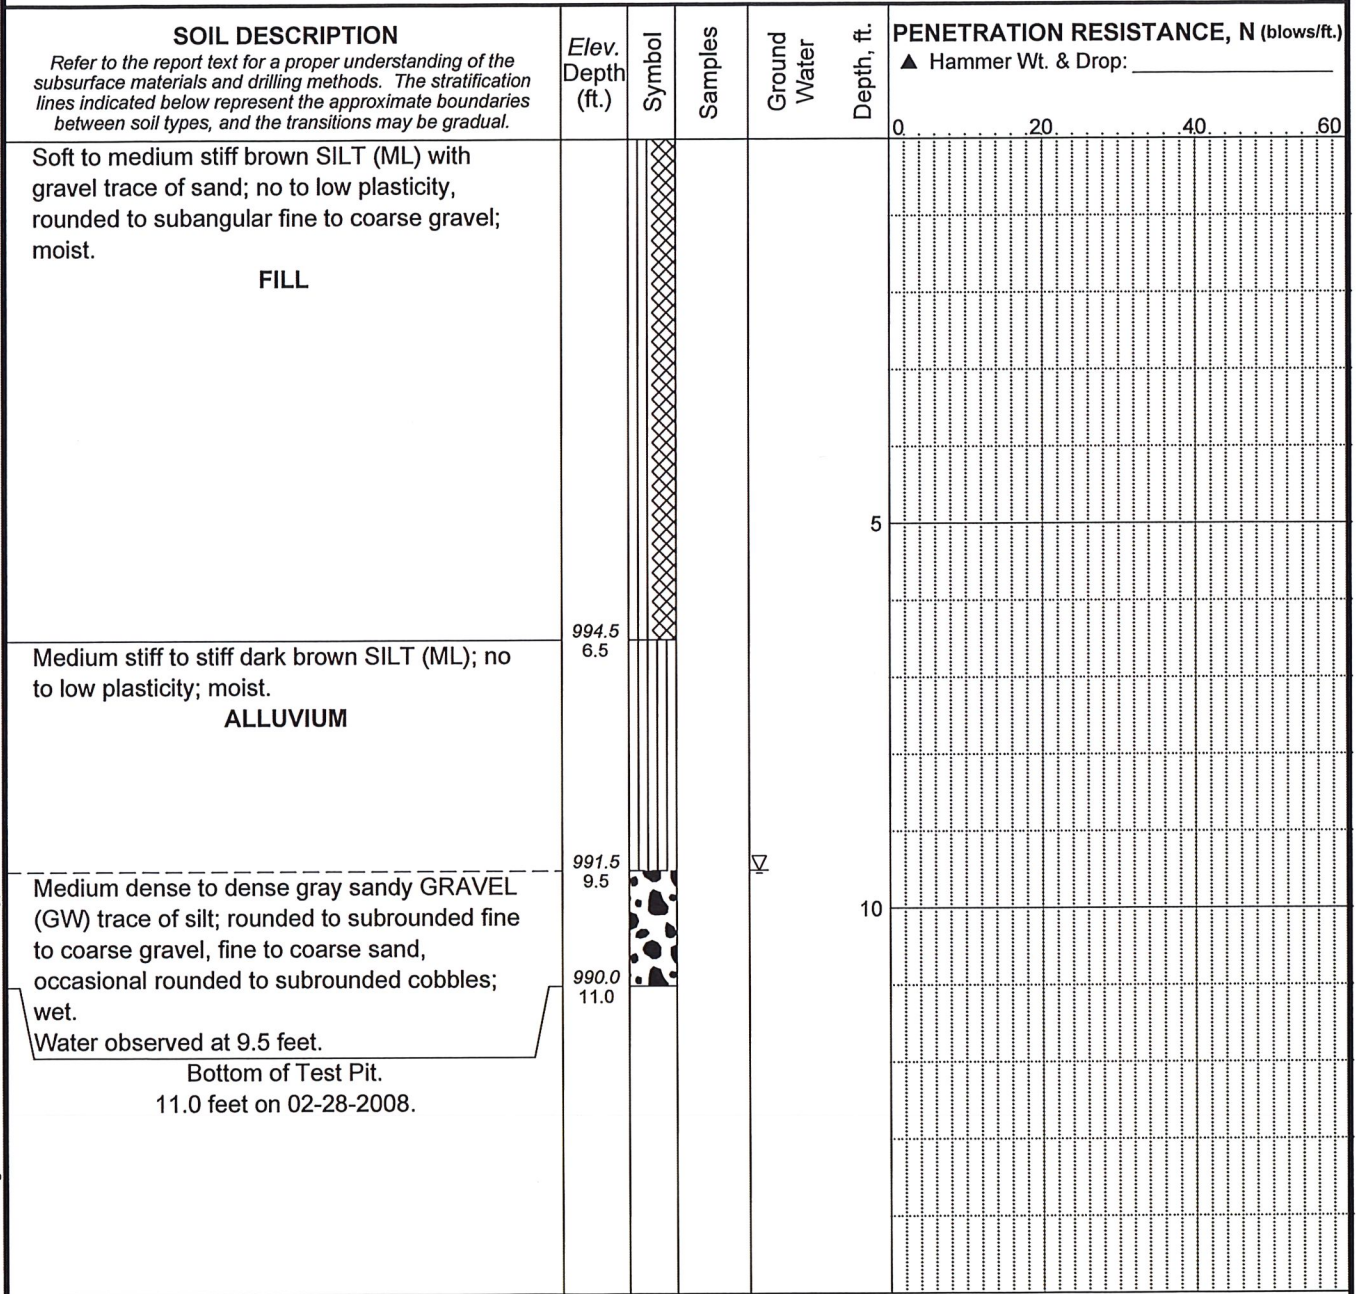 SOIL DESCRIPTION
Refer to the report text for a proper understanding of the
subsurface materials and drilling methods. The stratification
lines indicated below represent the approximate boundaries
between soil types, and the transitions may be gradual.
Elev.
Depth
(ft.)
Symbol
Samples
Ground
Water
Depth, ft.
PENETRATION RESISTANCE, N (blows/ft.)
▲ Hammer Wt. & Drop:
0 20 40 60
Soft to medium stiff brown SILT (ML) with
gravel trace of sand; no to low plasticity,
rounded to subangular fine to coarse gravel;
moist.
FILL
5
994.5
6.5
Medium stiff to stiff dark brown SILT (ML); no
to low plasticity; moist.
ALLUVIUM
991.5
9.5
Medium dense to dense gray sandy GRAVEL
(GW) trace of silt; rounded to subrounded fine
to coarse gravel, fine to coarse sand,
occasional rounded to subrounded cobbles;
wet.
Water observed at 9.5 feet.
10
990.0
11.0
Bottom of Test Pit.
11.0 feet on 02-28-2008.